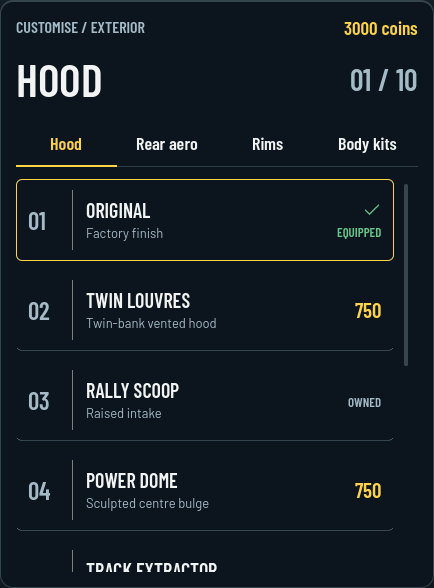 CUSTOMISE / EXTERIOR
3000 coins
HOOD
01 / 10
Hood
Rear aero
Rims
Body kits
01
ORIGINAL
Factory finish
EQUIPPED
02
TWIN LOUVRES
Twin-bank vented hood
750
03
RALLY SCOOP
Raised intake
OWNED
04
POWER DOME
Sculpted centre bulge
750
TRACK EXTRACTOR